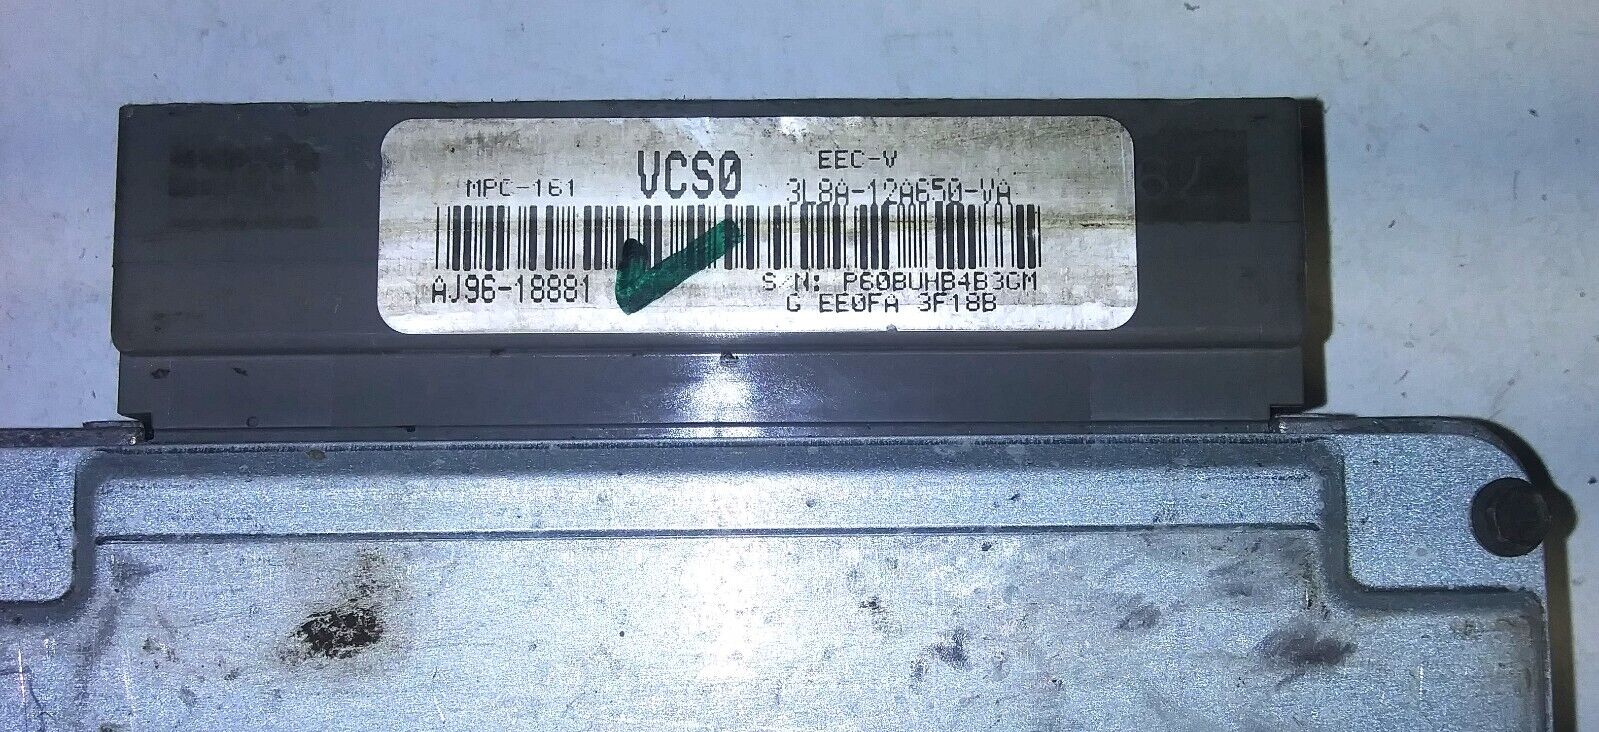 EEC-V
MPC-161 VCS0 3L8A-12A650-VA
AJ96-18881 S/N: P60BUHB4B3GM
G EE0FA 3F18B